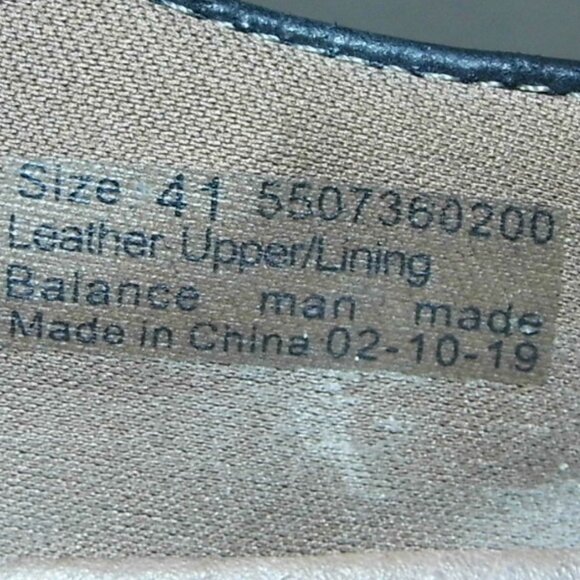 Size 41 5507360200
Leather Upper/Lining
Balance man made
Made in China 02-10-19